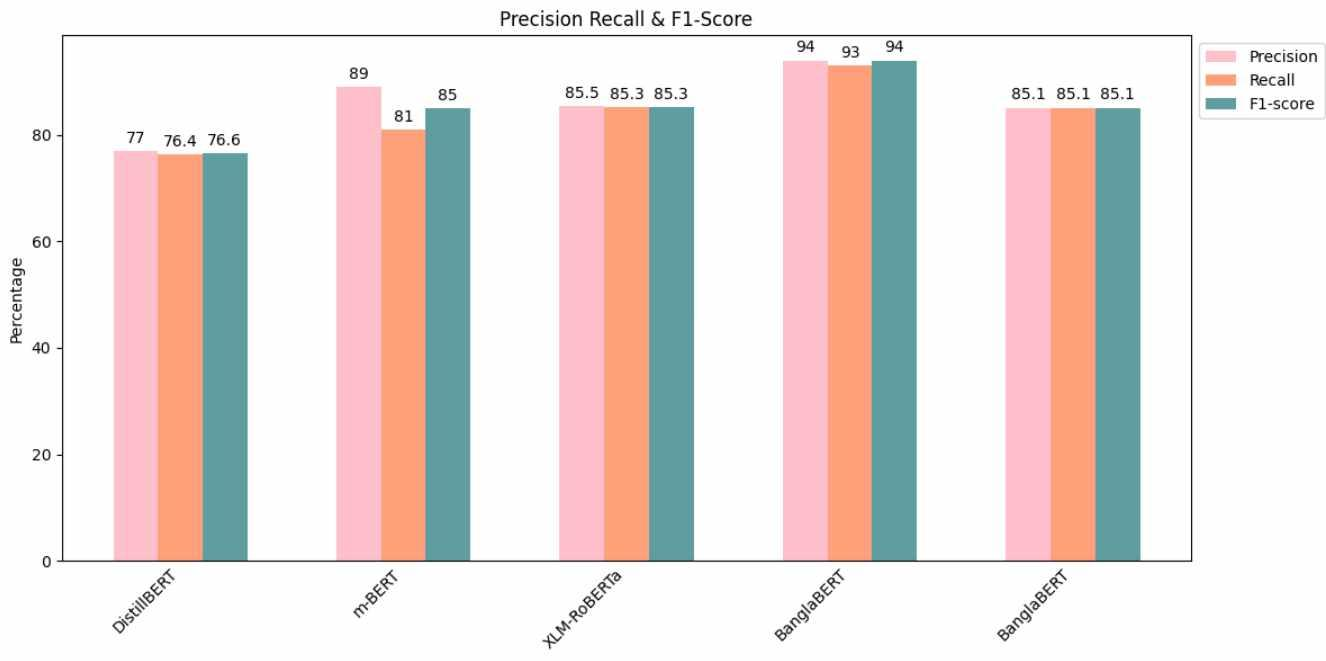 Precision Recall & F1-Score
Precision
Recall
F1-score
Percentage
80
60
40
20
0
77 76.4 76.6
89 81 85
85.5 85.3 85.3
94 93 94
85.1 85.1 85.1
DistillBERT
m-BERT
XLM-RoBERTa
BanglaBERT
BanglaBERT